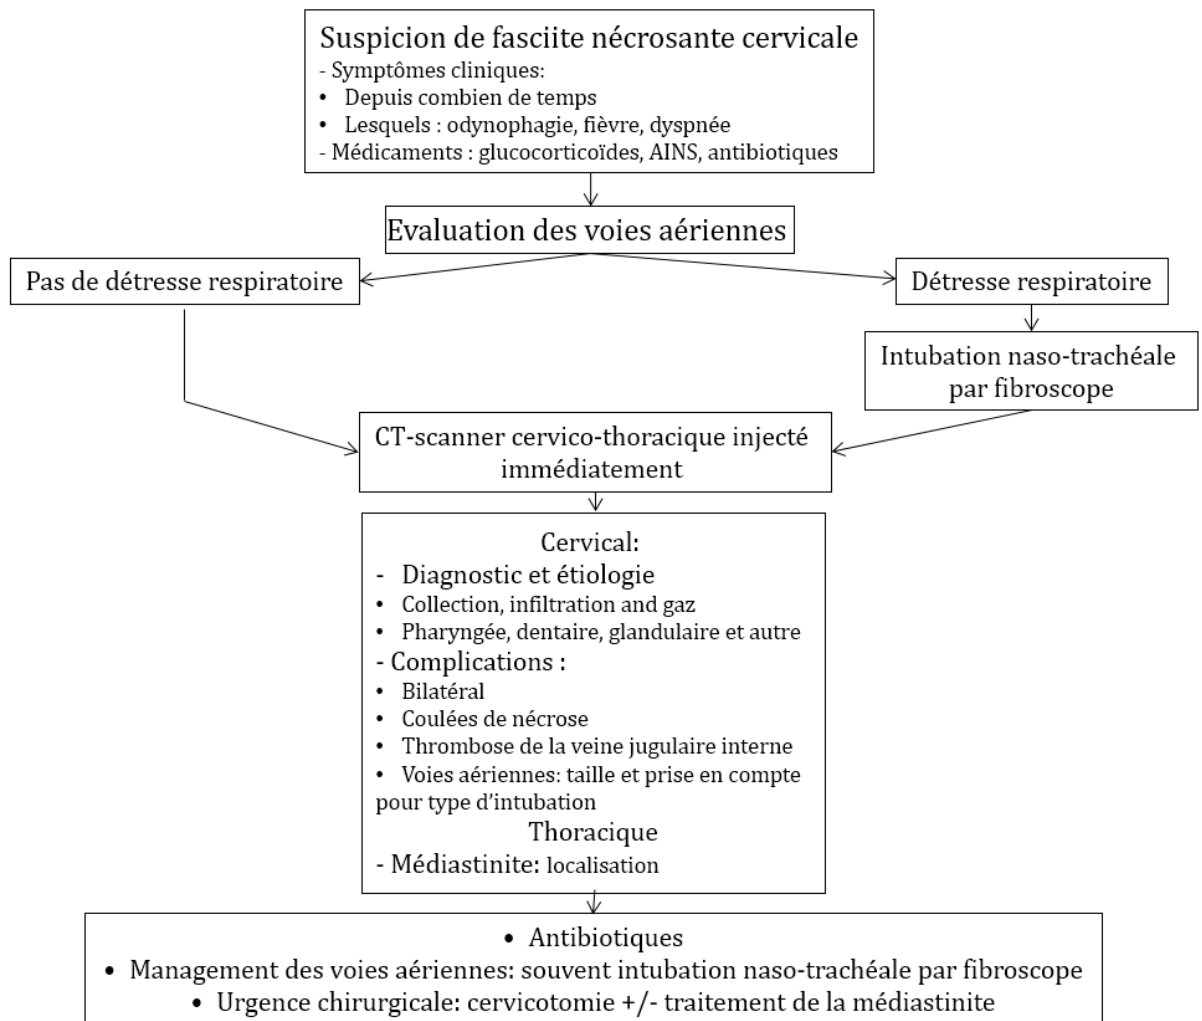 Suspicion de fasciite nécrosante cervicale
- Symptômes cliniques:
• Depuis combien de temps
• Lesquels : odynophagie, fièvre, dyspnée
- Médicaments : glucocorticoïdes, AINS, antibiotiques
Evaluation des voies aériennes
Pas de détresse respiratoire
Détresse respiratoire
Intubation naso-trachéale
par fibroscope
CT-scanner cervico-thoracique injecté
immédiatement
Cervical:
- Diagnostic et étiologie
• Collection, infiltration and gaz
• Pharyngée, dentaire, glandulaire et autre
- Complications :
• Bilatéral
• Coulées de nécrose
• Thrombose de la veine jugulaire interne
• Voies aériennes: taille et prise en compte
pour type d'intubation
Thoracique
- Médiastinite: localisation
• Antibiotiques
• Management des voies aériennes: souvent intubation naso-trachéale par fibroscope
• Urgence chirurgicale: cervicotomie +/- traitement de la médiastinite